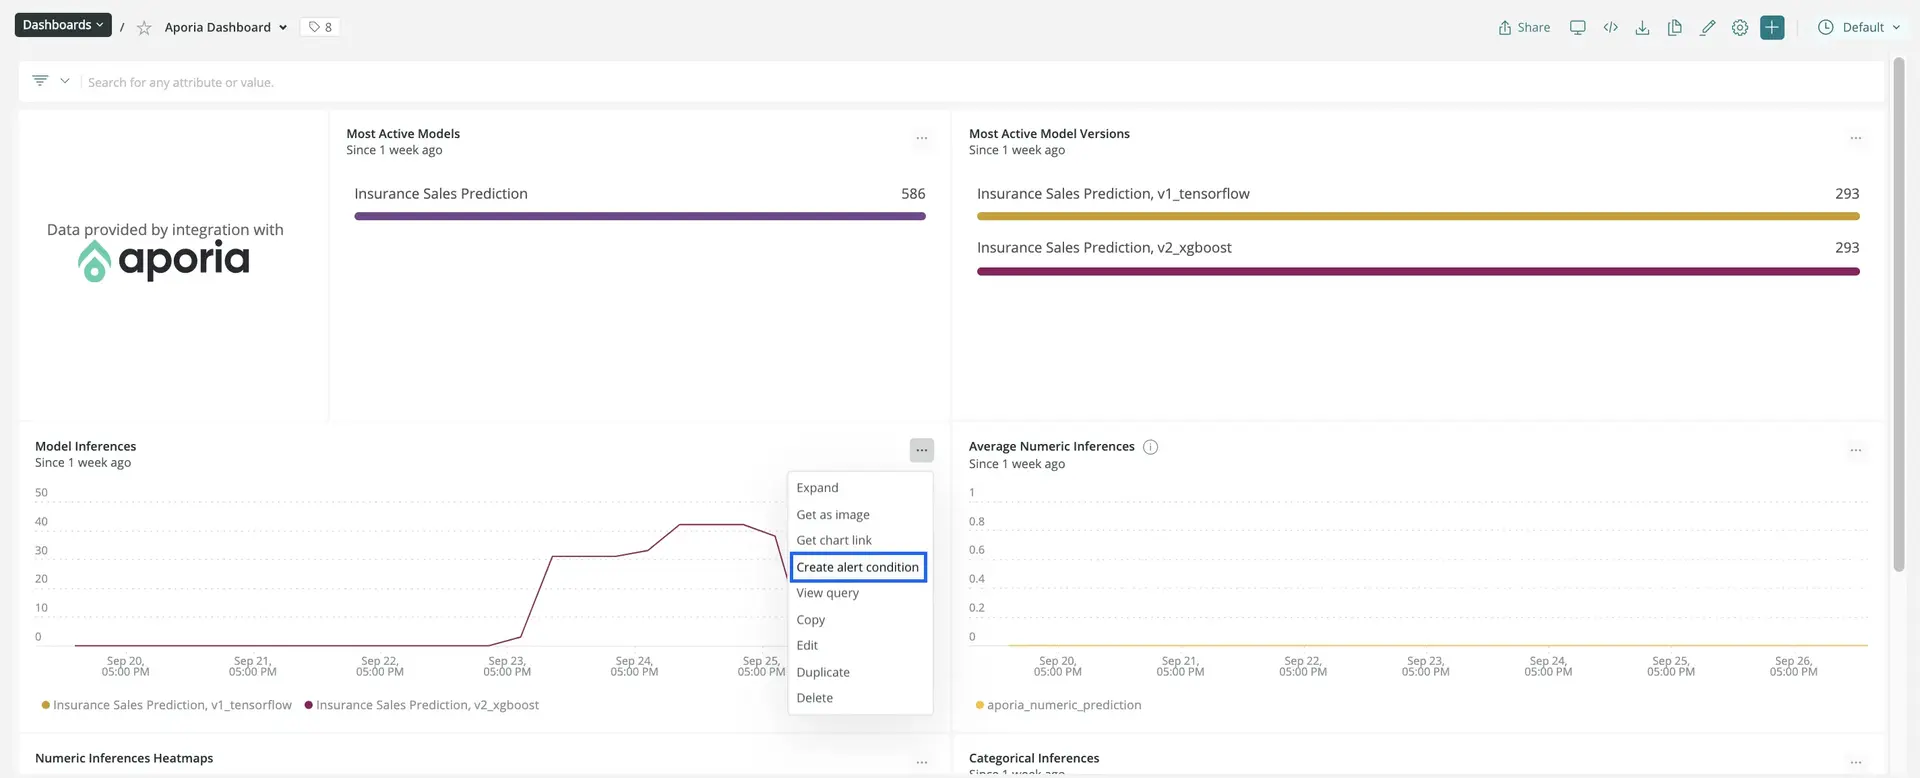 Dashboards / Aporia Dashboard 8
Share Default
Search for any attribute or value.
Data provided by integration with
aporia
Most Active Models
Since 1 week ago
Insurance Sales Prediction 586
Most Active Model Versions
Since 1 week ago
Insurance Sales Prediction, v1_tensorflow 293
Insurance Sales Prediction, v2_xgboost 293
Model Inferences
Since 1 week ago
50
40
30
20
10
0
Sep 20, 05:00 PM
Sep 21, 05:00 PM
Sep 22, 05:00 PM
Sep 23, 05:00 PM
Sep 24, 05:00 PM
Sep 25, 05:00 PM
Insurance Sales Prediction, v1_tensorflow Insurance Sales Prediction, v2_xgboost
Expand
Get as image
Get chart link
Create alert condition
View query
Copy
Edit
Duplicate
Delete
Average Numeric Inferences
Since 1 week ago
1
0.8
0.6
0.4
0.2
0
Sep 20, 05:00 PM
Sep 21, 05:00 PM
Sep 22, 05:00 PM
Sep 23, 05:00 PM
Sep 24, 05:00 PM
Sep 25, 05:00 PM
Sep 26, 05:00 PM
aporia_numeric_prediction
Numeric Inferences Heatmaps
Categorical Inferences
Since 1 week ago